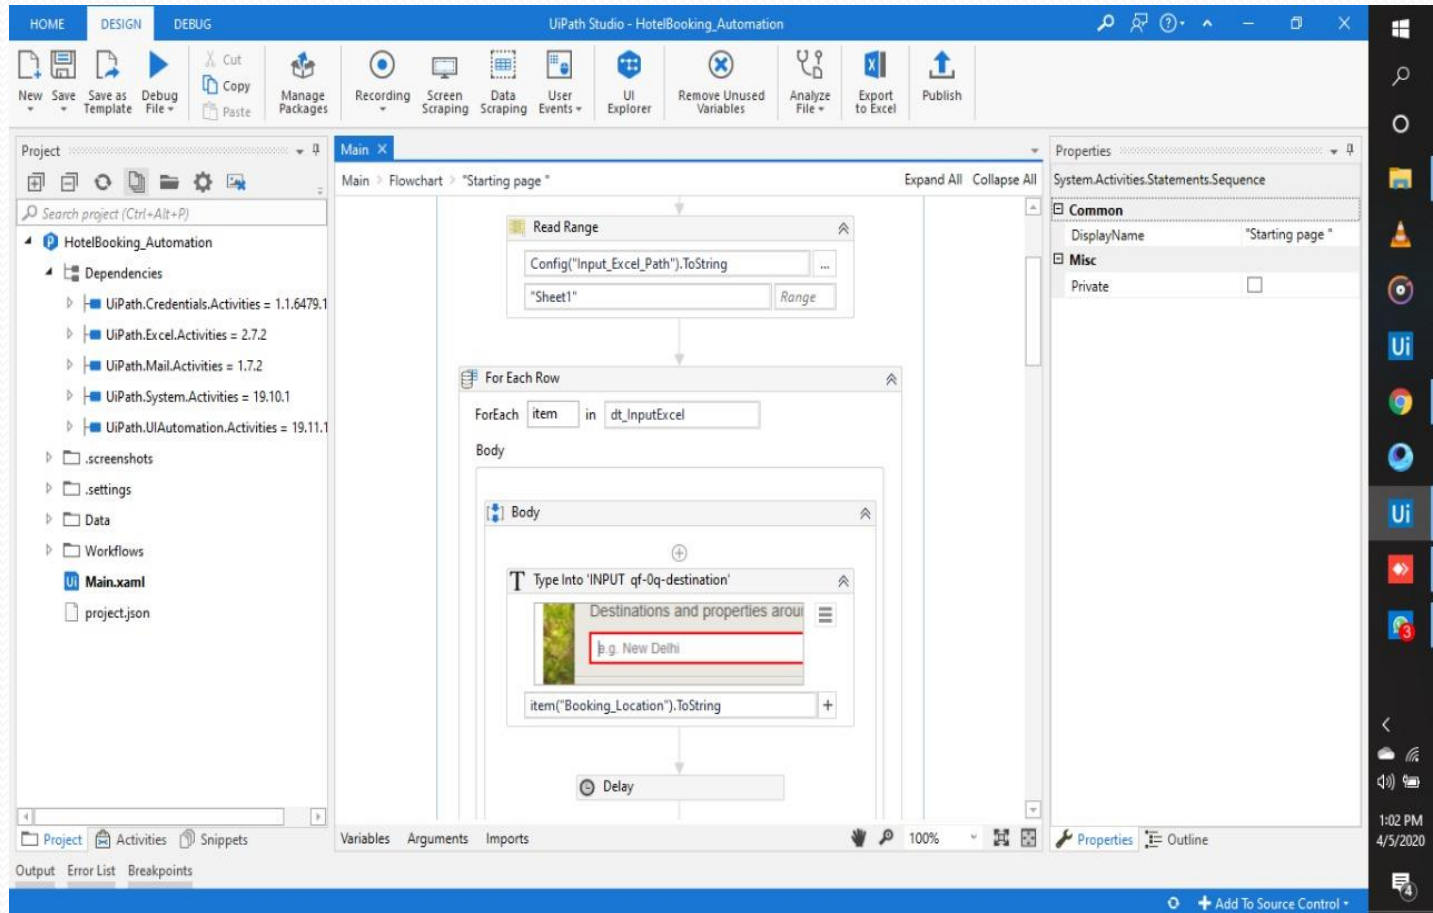 HOME DESIGN DEBUG UiPath Studio - HotelBooking_Automation
New Save Save as Template Debug File Cut Copy Paste Manage Packages Recording Screen Scraping Data Scraping User Events UI Explorer Remove Unused Variables Analyze File Export to Excel Publish
Project
Search project (Ctrl+Alt+P)
HotelBooking_Automation
Dependencies
UiPath.Credentials.Activities = 1.1.6479.1
UiPath.Excel.Activities = 2.7.2
UiPath.Mail.Activities = 1.7.2
UiPath.System.Activities = 19.10.1
UiPath.UIAutomation.Activities = 19.11.1
.screenshots
.settings
Data
Workflows
Main.xaml
project.json
Project Activities Snippets
Output Error List Breakpoints
Main
Main > Flowchart > "Starting page " Expand All Collapse All
Read Range
Config("Input_Excel_Path").ToString ...
"Sheet1" Range
For Each Row
ForEach item in dt_InputExcel
Body
Body
T Type Into 'INPUT qf-0q-destination'
Destinations and properties arou
e.g. New Delhi
item("Booking_Location").ToString +
Delay
Variables Arguments Imports 100%
Properties
System.Activities.Statements.Sequence
Common
DisplayName "Starting page "
Misc
Private
Properties Outline
Add To Source Control
Ui
Ui
3
1:02 PM
4/5/2020
4